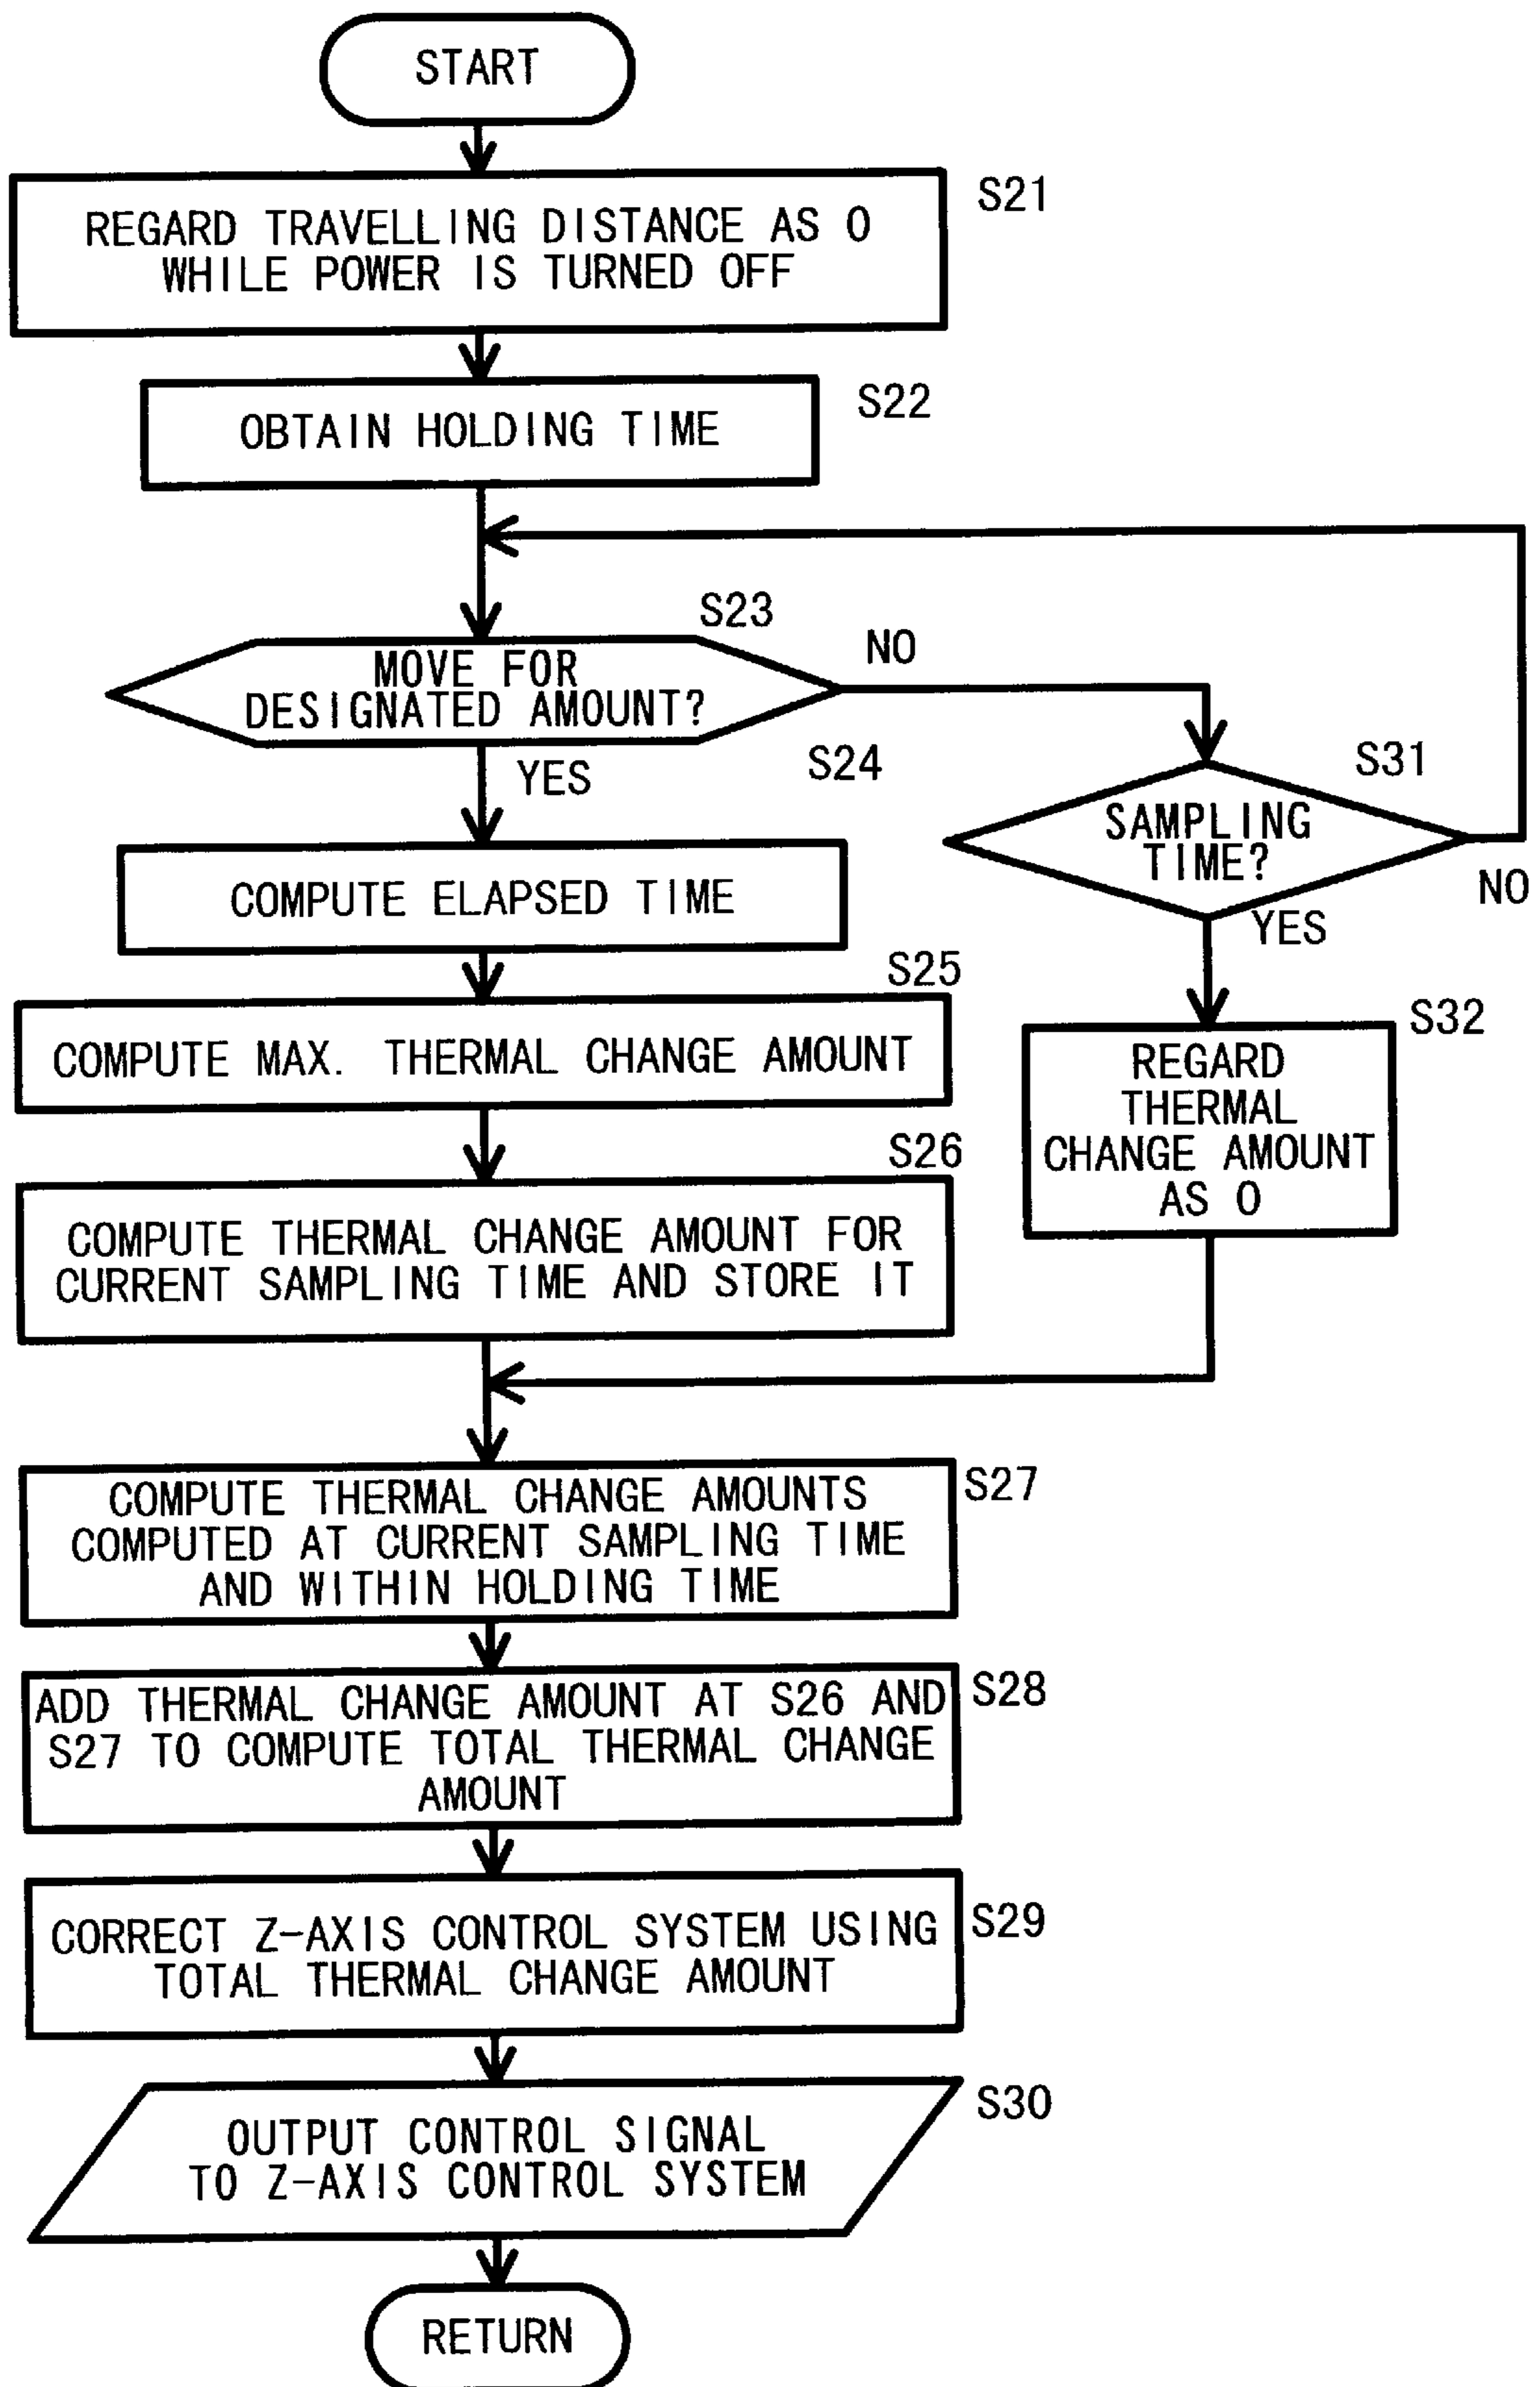 START
S21
REGARD TRAVELLING DISTANCE AS 0
WHILE POWER IS TURNED OFF
S22
OBTAIN HOLDING TIME
S23
MOVE FOR
DESIGNATED AMOUNT?
NO
YES
S24
COMPUTE ELAPSED TIME
S31
SAMPLING
TIME?
NO
YES
S25
COMPUTE MAX. THERMAL CHANGE AMOUNT
S32
REGARD
THERMAL
CHANGE AMOUNT
AS 0
S26
COMPUTE THERMAL CHANGE AMOUNT FOR
CURRENT SAMPLING TIME AND STORE IT
S27
COMPUTE THERMAL CHANGE AMOUNTS
COMPUTED AT CURRENT SAMPLING TIME
AND WITHIN HOLDING TIME
S28
ADD THERMAL CHANGE AMOUNT AT S26 AND
S27 TO COMPUTE TOTAL THERMAL CHANGE
AMOUNT
S29
CORRECT Z-AXIS CONTROL SYSTEM USING
TOTAL THERMAL CHANGE AMOUNT
S30
OUTPUT CONTROL SIGNAL
TO Z-AXIS CONTROL SYSTEM
RETURN